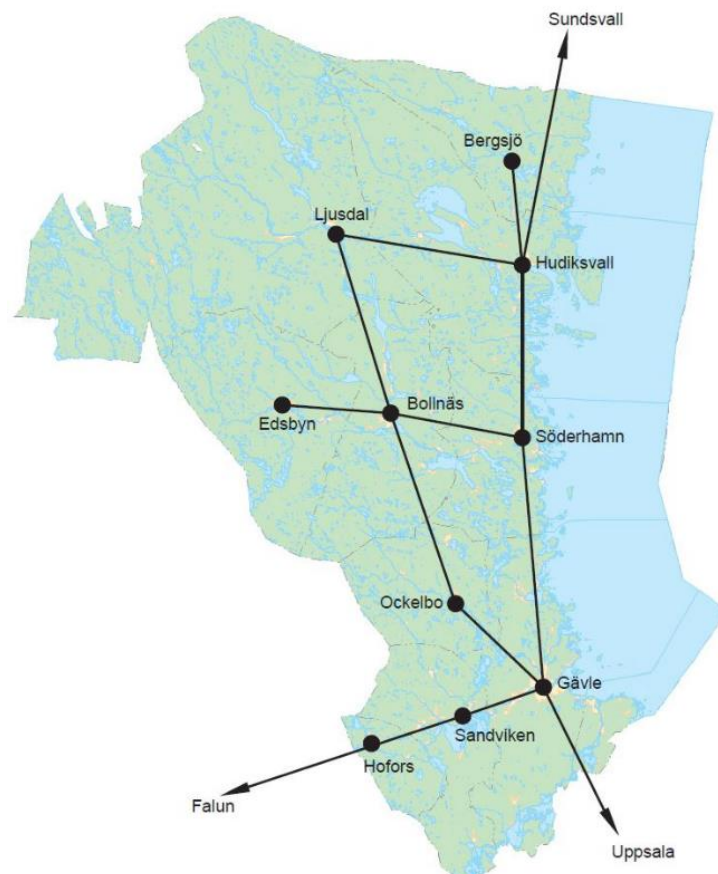 Sundsvall
Bergsjö
Ljusdal
Hudiksvall
Bollnäs
Edsbyn
Söderhamn
Ockelbo
Gävle
Sandviken
Hofors
Falun
Uppsala